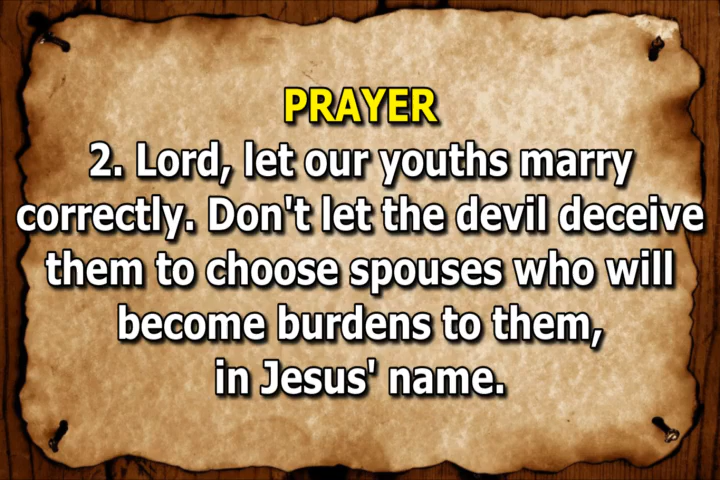 PRAYER
2. Lord, let our youths marry
correctly. Don't let the devil deceive
them to choose spouses who will
become burdens to them,
in Jesus' name.